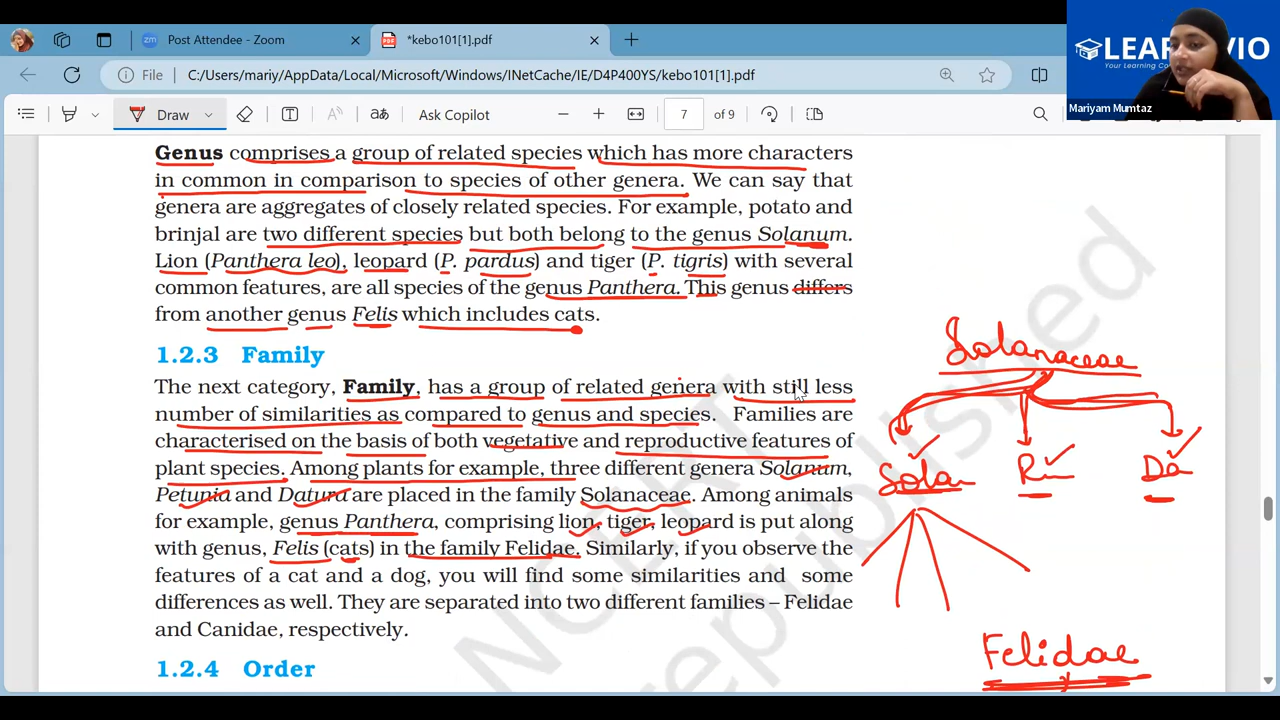 Post Attendee - Zoom
*kebo101[1].pdf
File
C:/Users/mariy/AppData/Local/Microsoft/Windows/INetCache/IE/D4P400YS/kebo101[1].pdf
Your Learning
Mariyam Mumtaz
Draw
Ask Copilot
7 of 9
Genus comprises a group of related species which has more characters
in common in comparison to species of other genera. We can say that
genera are aggregates of closely related species. For example, potato and
brinjal are two different species but both belong to the genus Solanum.
Lion (Panthera leo), leopard (P. pardus) and tiger (P. tigris) with several
common features, are all species of the genus Panthera. This genus differs
from another genus Felis which includes cats.
1.2.3 Family
The next category, Family, has a group of related genera with still less
number of similarities as compared to genus and species. Families are
characterised on the basis of both vegetative and reproductive features of
plant species. Among plants for example, three different genera Solanum,
Petunia and Datura are placed in the family Solanaceae. Among animals
for example, genus Panthera, comprising lion, tiger, leopard is put along
with genus, Felis (cats) in the family Felidae. Similarly, if you observe the
features of a cat and a dog, you will find some similarities and some
differences as well. They are separated into two different families – Felidae
and Canidae, respectively.
1.2.4 Order
Solanaceae
Sola
Da
Felidae
NCERT
republished